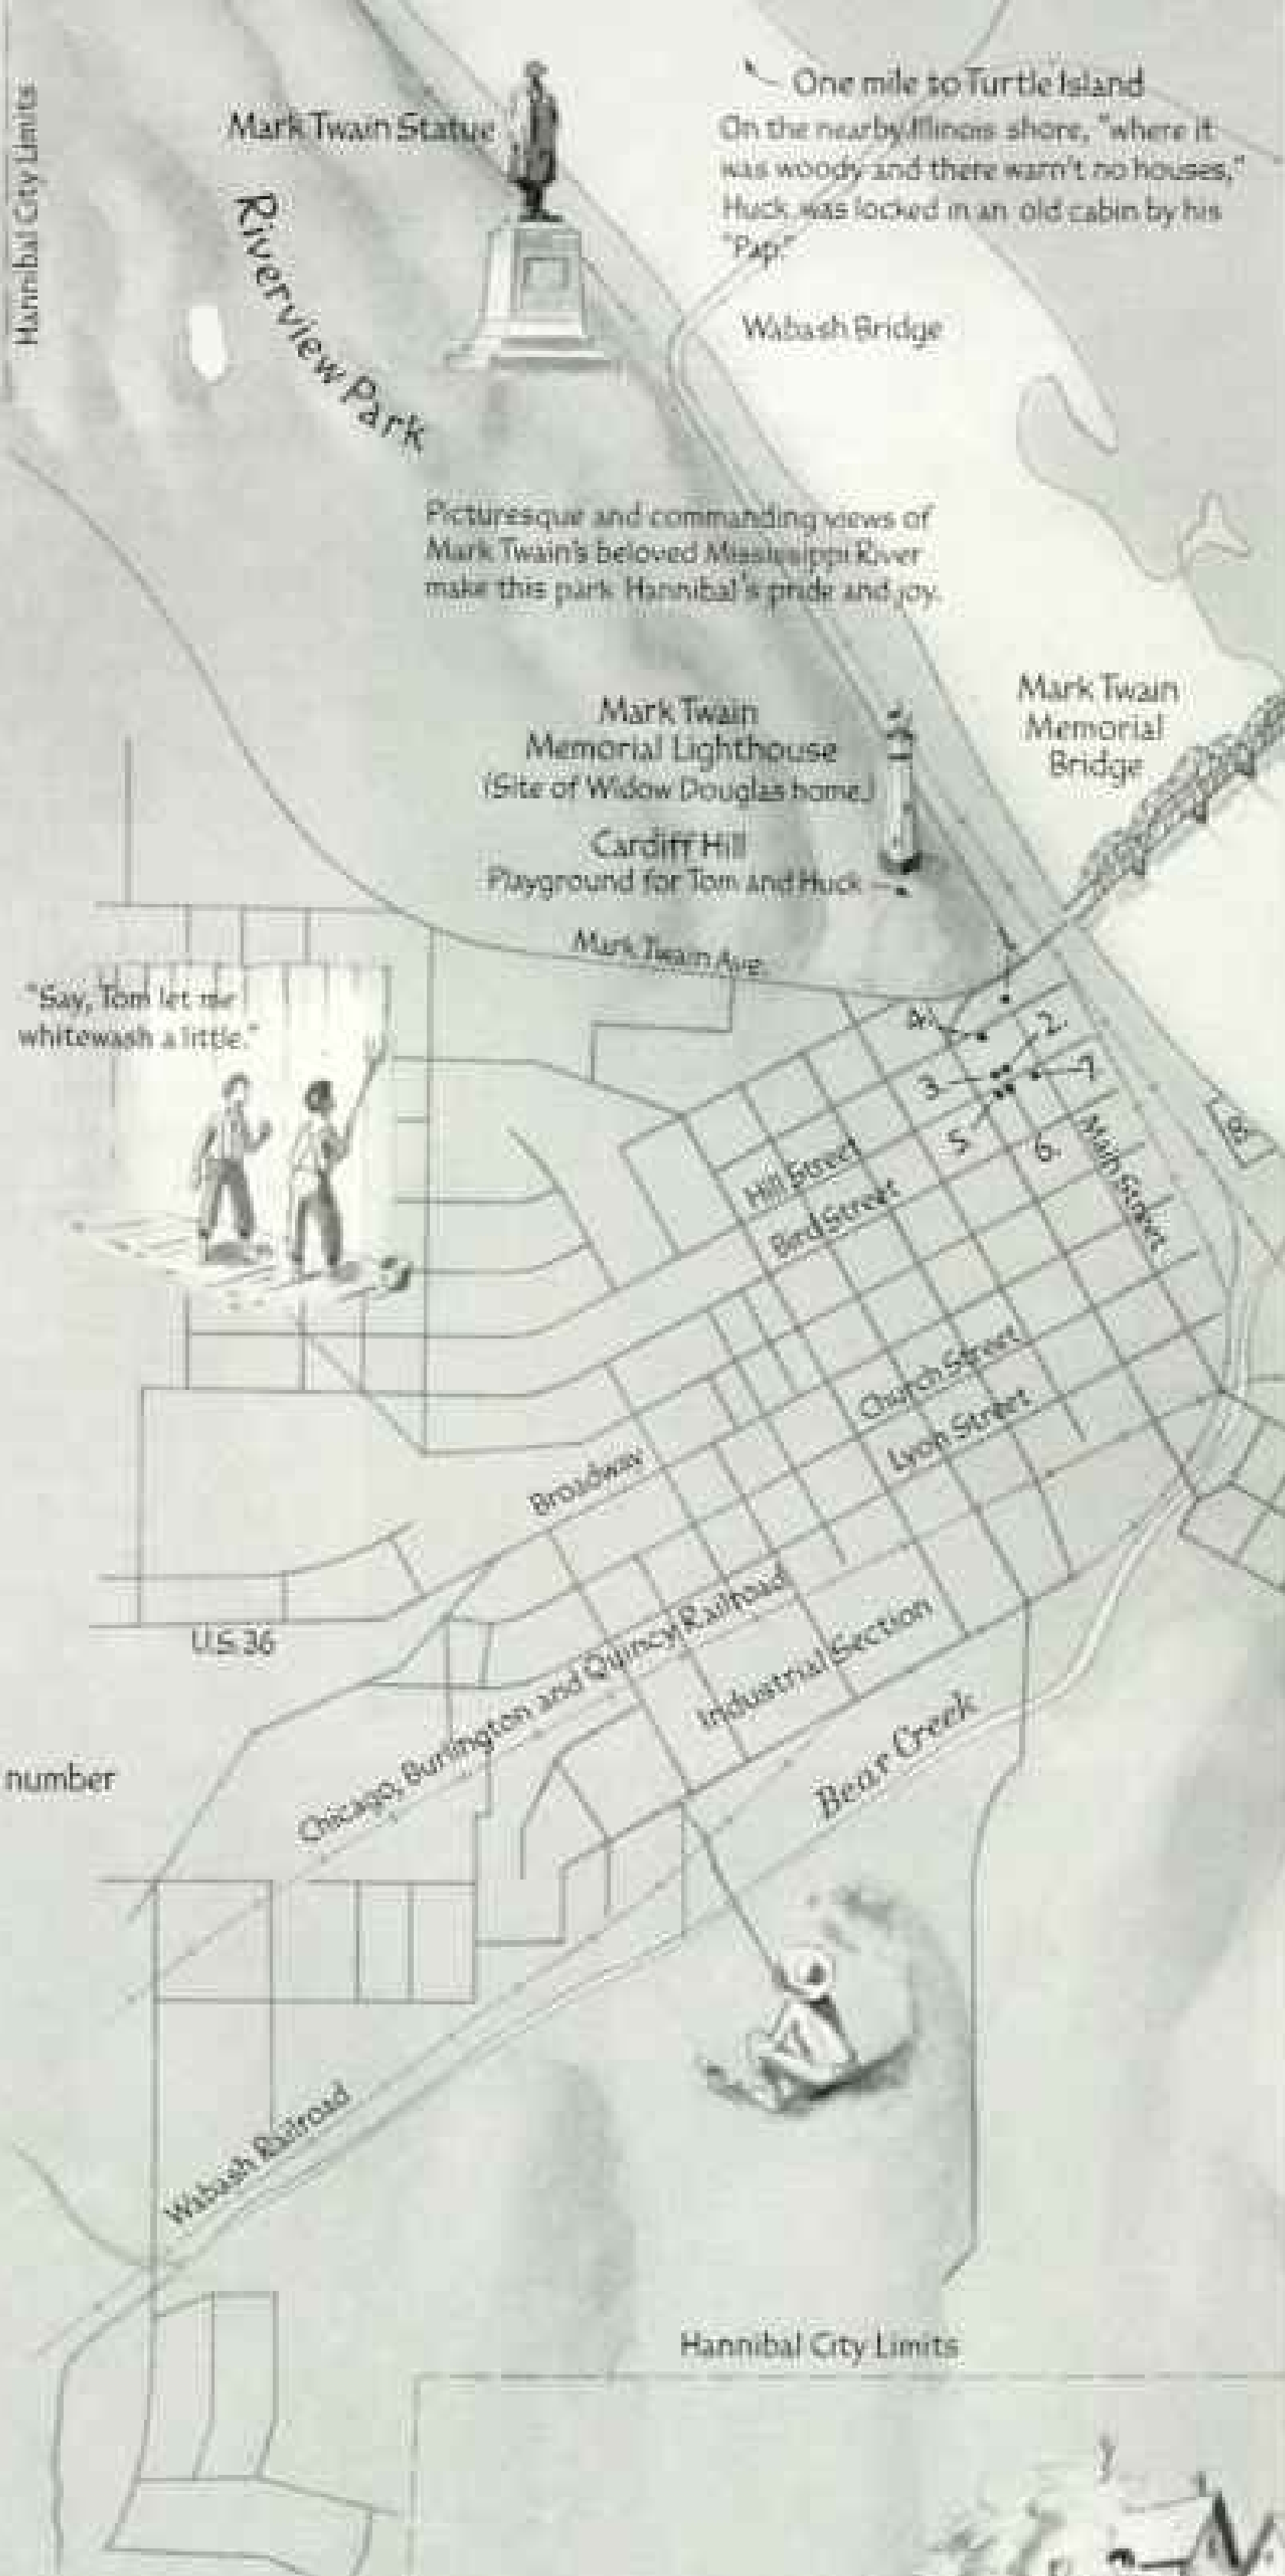 Hannibal City Limits
Mark Twain Statue
Riverview Park
One mile to Turtle Island
On the nearby Illinois shore, "where it
was woody and there warn't no houses,"
Huck was locked in an old cabin by his
"Pap."
Wabash Bridge
Picturesque and commanding views of
Mark Twain's beloved Mississippi River
make this park Hannibal's pride and joy.
Mark Twain
Memorial Lighthouse
(Site of Widow Douglas home.)
Mark Twain
Memorial
Bridge
Cardiff Hill
Playground for Tom and Huck
Mark Twain Ave.
"Say, Tom let me
whitewash a little."
4.
2.
3
7
5
6.
8.
Main Street
Hill Street
Bird Street
Church Street
Lyon Street
Broadway
U.S. 36
Chicago, Burlington and Quincy Railroad
Industrial Section
Bear Creek
number
Wabash Railroad
Hannibal City Limits